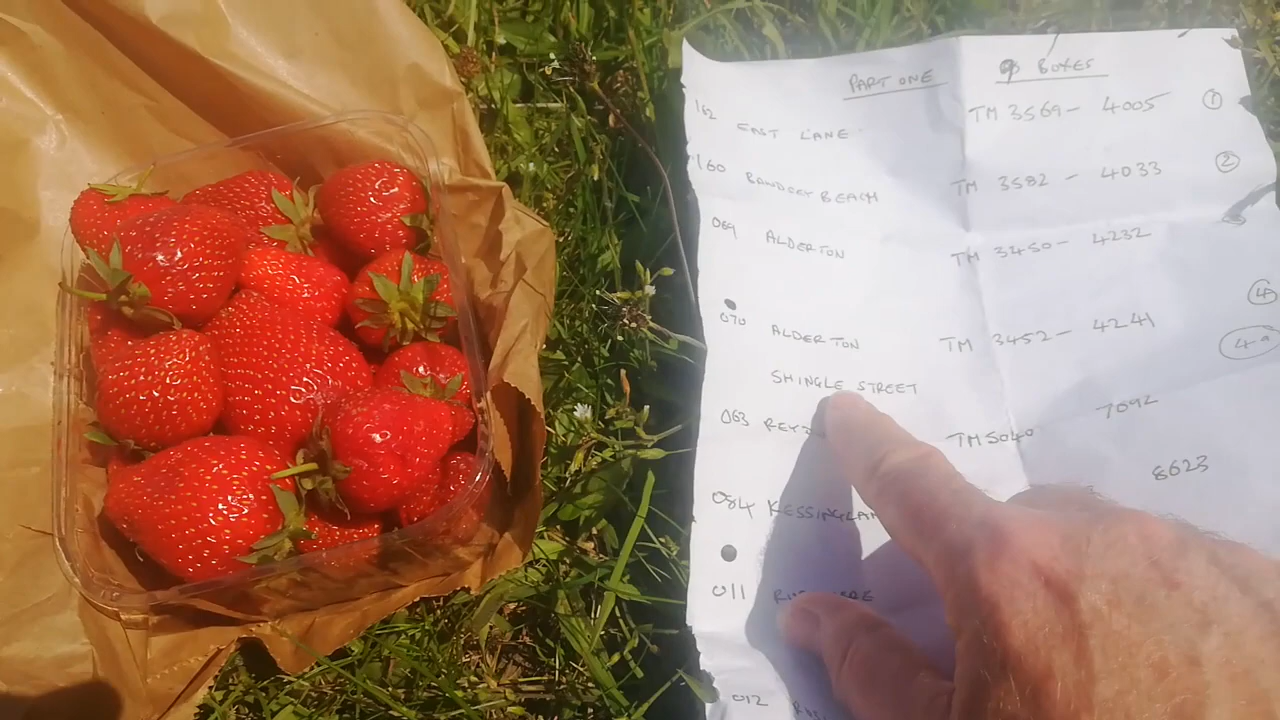 PART ONE BOXES
162 EAST LANE TM 3569 - 4005 1
160 BAWDSEY BEACH TM 3582 - 4033 2
069 ALDERTON TM 3450 - 4232
070 ALDERTON TM 3452 - 4241 4A
SHINGLE STREET 4a
063 TM 5040 7092
084 8623
011
012